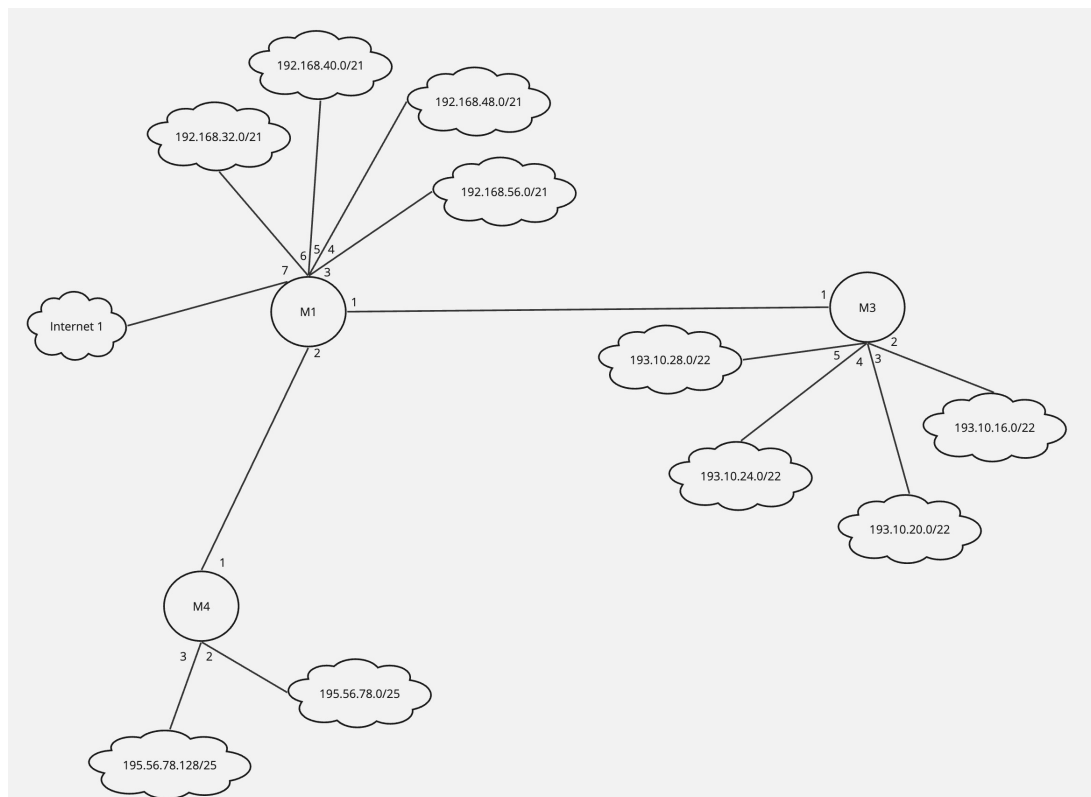 192.168.40.0/21
192.168.48.0/21
192.168.32.0/21
192.168.56.0/21
6 5 4
7 3
Internet 1
M1
1
2
1
M3
193.10.28.0/22
5 4 3 2
193.10.16.0/22
193.10.24.0/22
193.10.20.0/22
1
M4
3 2
195.56.78.0/25
195.56.78.128/25